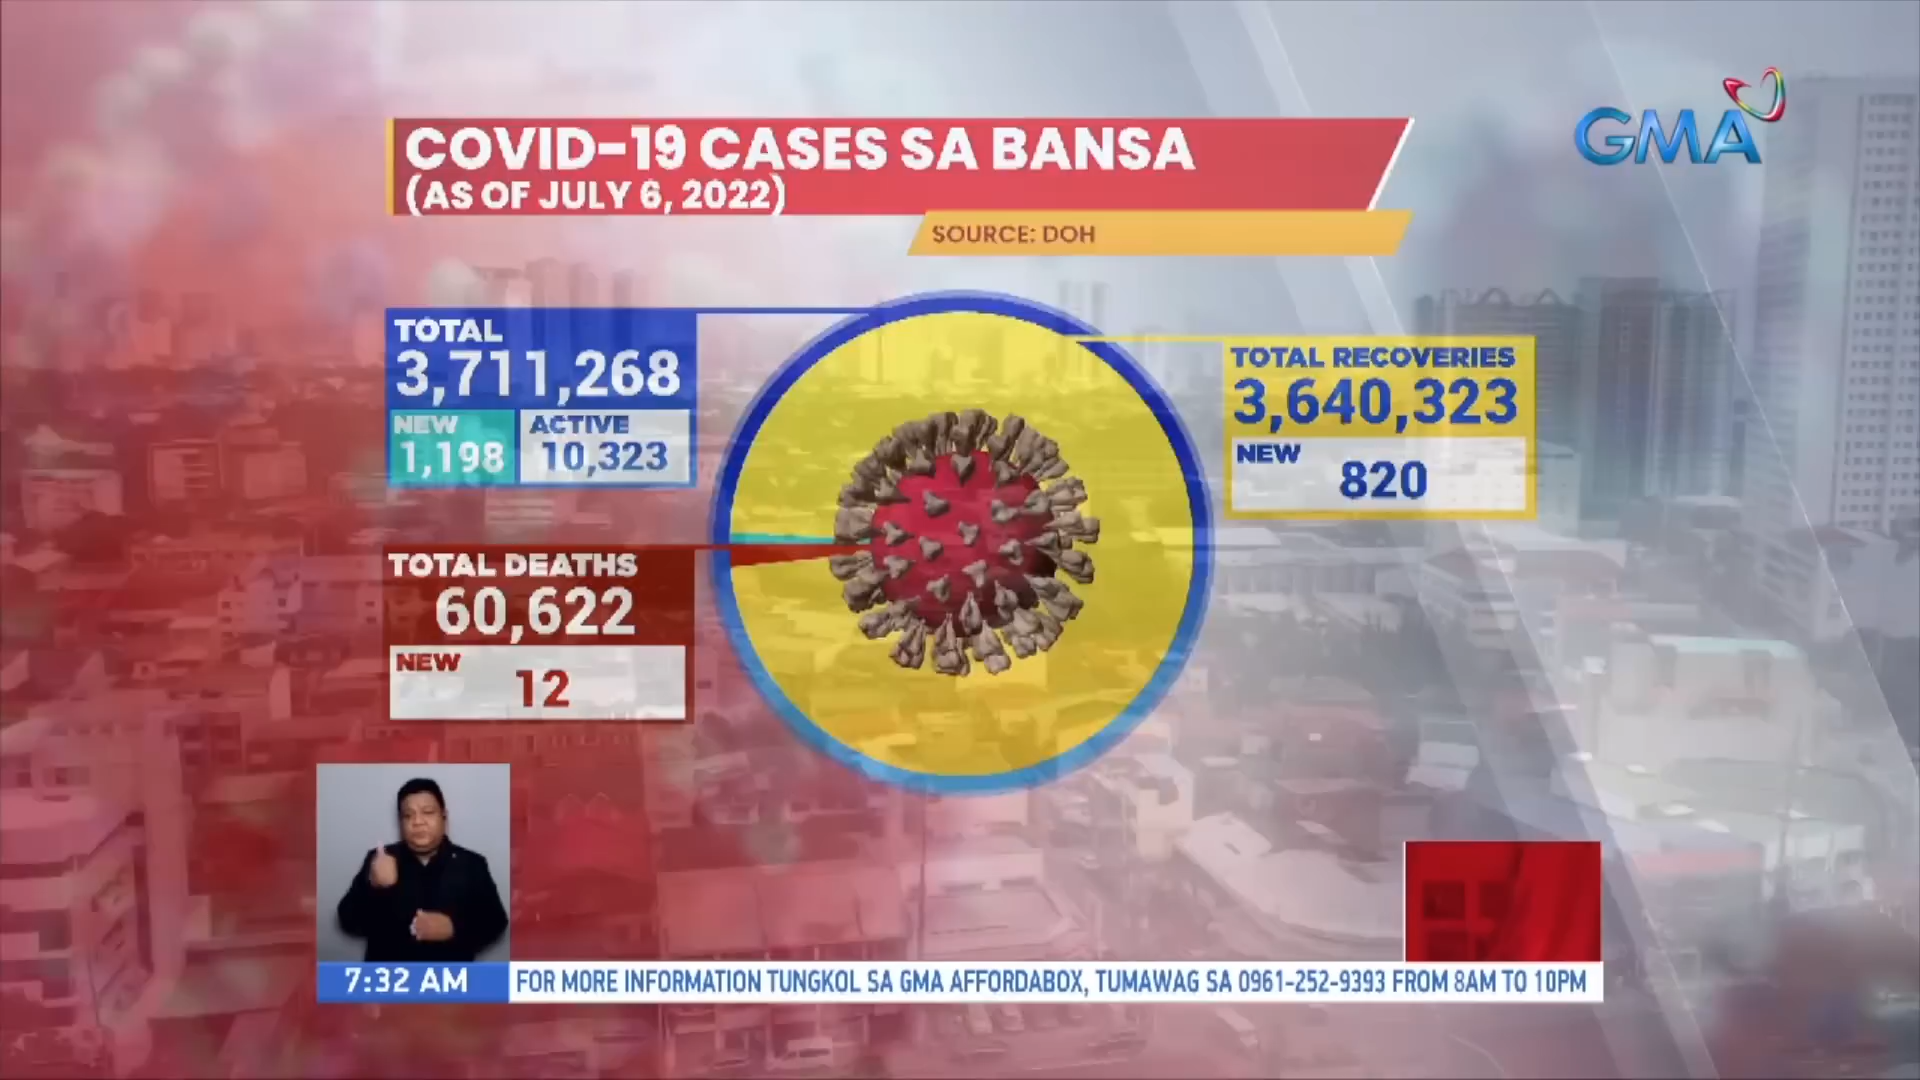 COVID-19 CASES SA BANSA
(AS OF JULY 6, 2022)
SOURCE: DOH
GMA
TOTAL
3,711,268
NEW
1,198
ACTIVE
10,323
TOTAL RECOVERIES
3,640,323
NEW
820
TOTAL DEATHS
60,622
NEW
12
7:32 AM
FOR MORE INFORMATION TUNGKOL SA GMA AFFORDABOX, TUMAWAG SA 0961-252-9393 FROM 8AM TO 10PM